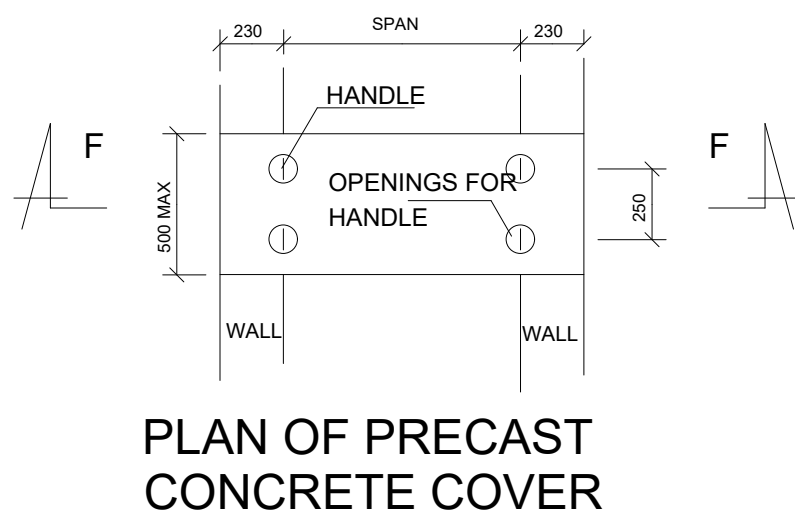 230
SPAN
230
HANDLE
F
F
OPENINGS FOR
HANDLE
500 MAX
250
WALL
WALL
PLAN OF PRECAST
CONCRETE COVER